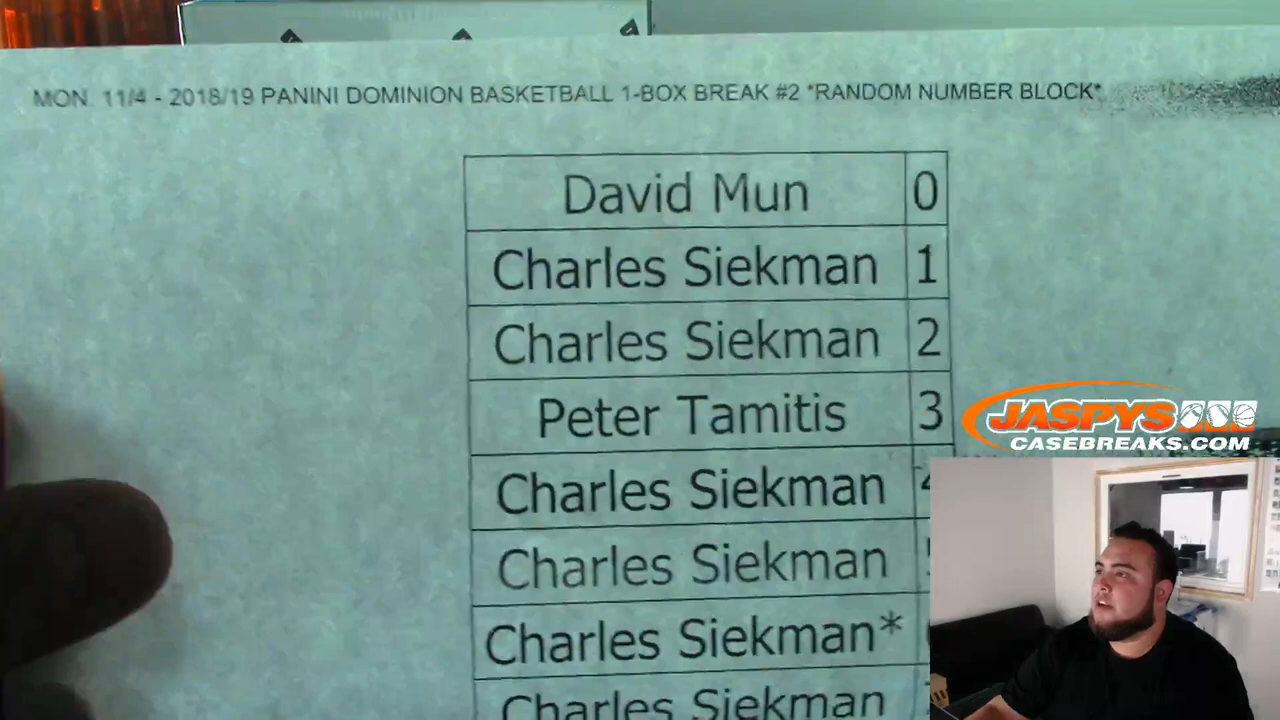 MON. 11/4 - 2018/19 PANINI DOMINION BASKETBALL 1-BOX BREAK #2 *RANDOM NUMBER BLOCK*
David Mun 0
Charles Siekman 1
Charles Siekman 2
Peter Tamitis 3
Charles Siekman
Charles Siekman
Charles Siekman*
Charles Siekman
JASPYS
CASEBREAKS.COM